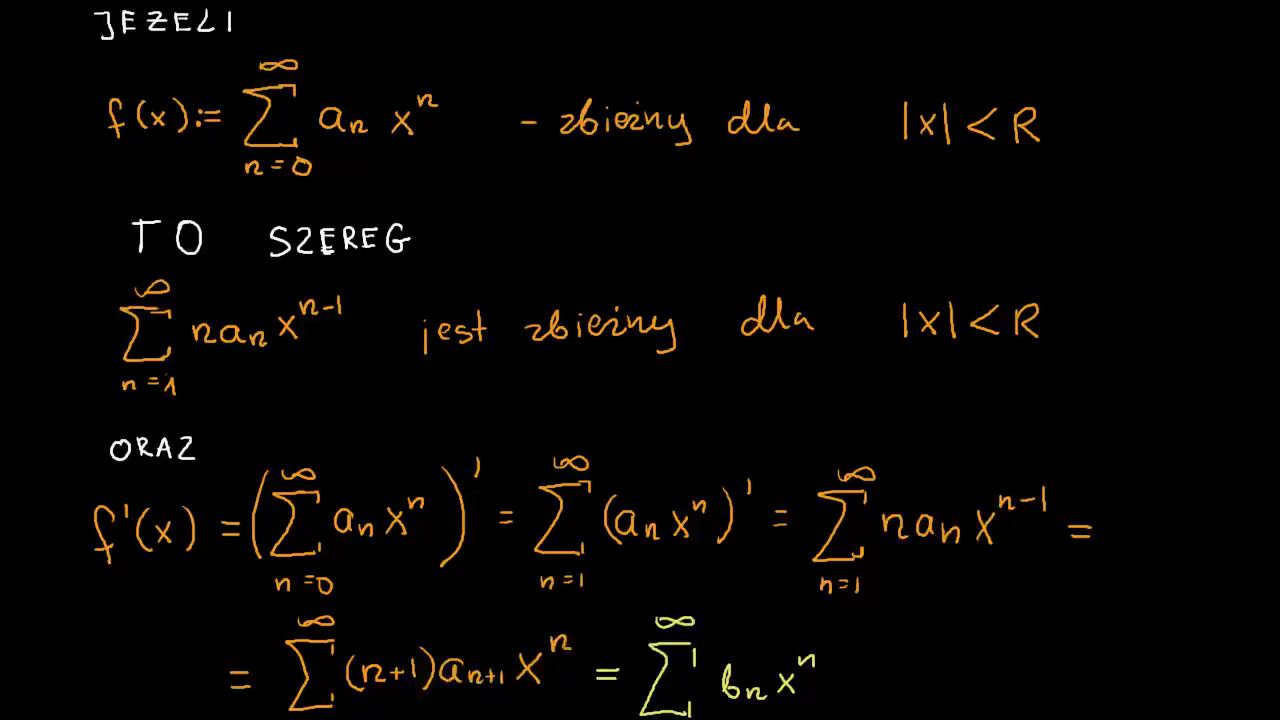 JEZELI
f(x) := ∑_{n=0}^{∞} a_n x^n - zbieżny dla |x| < R
TO SZEREG
∑_{n=1}^{∞} n a_n x^{n-1} jest zbieżny dla |x| < R
ORAZ
f'(x) = (∑_{n=0}^{∞} a_n x^n)' = ∑_{n=1}^{∞} (a_n x^n)' = ∑_{n=1}^{∞} n a_n x^{n-1} =
= ∑^{∞} (n+1) a_{n+1} x^n = ∑^{∞} b_n x^n